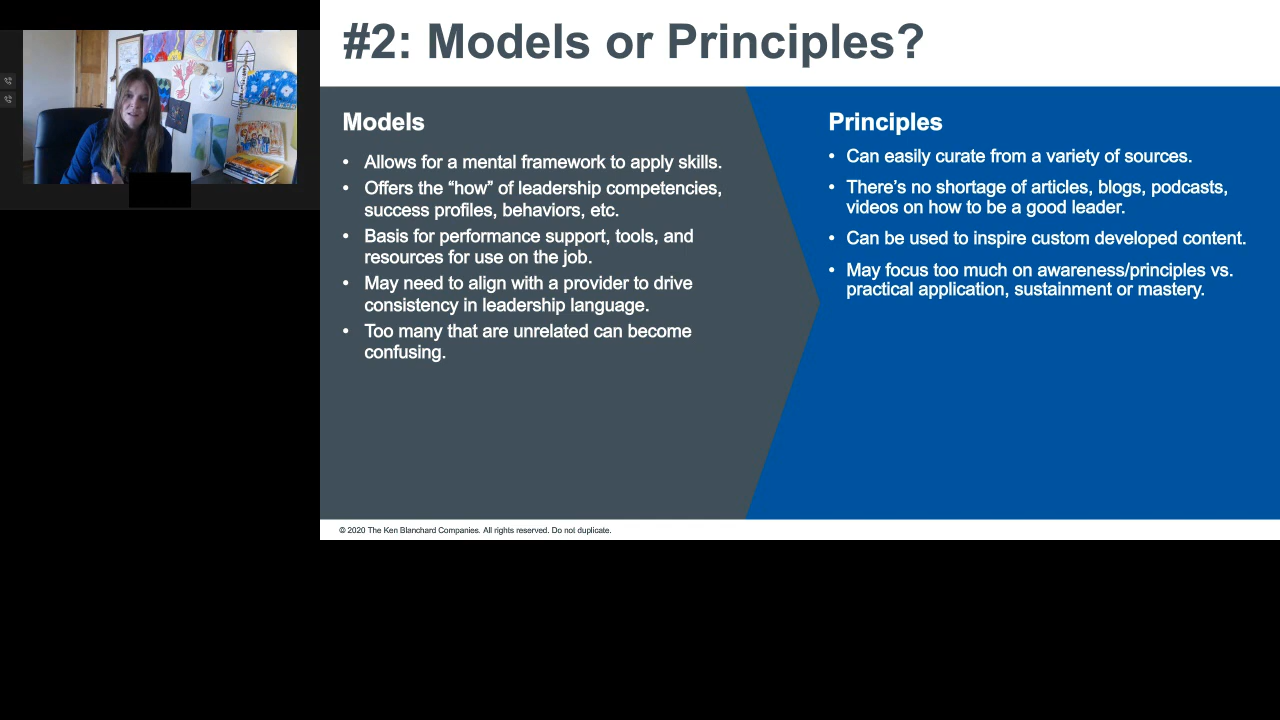 #2: Models or Principles?
Models
• Allows for a mental framework to apply skills.
• Offers the “how” of leadership competencies,
success profiles, behaviors, etc.
• Basis for performance support, tools, and
resources for use on the job.
• May need to align with a provider to drive
consistency in leadership language.
• Too many that are unrelated can become
confusing.
Principles
• Can easily curate from a variety of sources.
• There’s no shortage of articles, blogs, podcasts,
videos on how to be a good leader.
• Can be used to inspire custom developed content.
• May focus too much on awareness/principles vs.
practical application, sustainment or mastery.
© 2020 The Ken Blanchard Companies. All rights reserved. Do not duplicate.